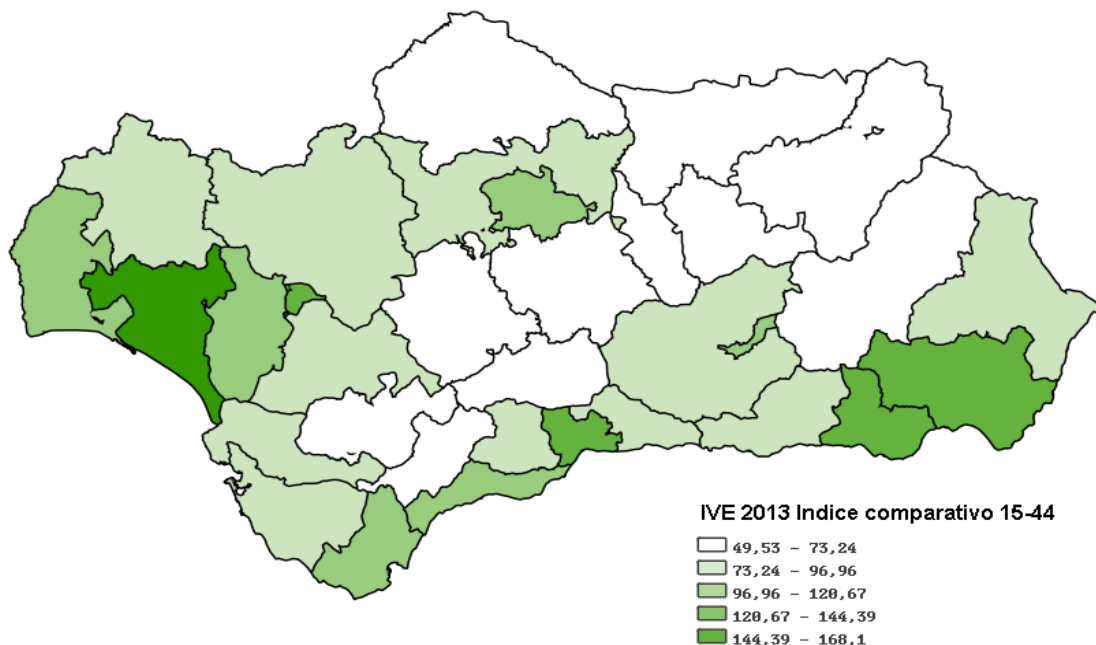 IVE 2013 Indice comparativo 15-44
49,53 - 73,24
73,24 - 96,96
96,96 - 120,67
120,67 - 144,39
144,39 - 168,1